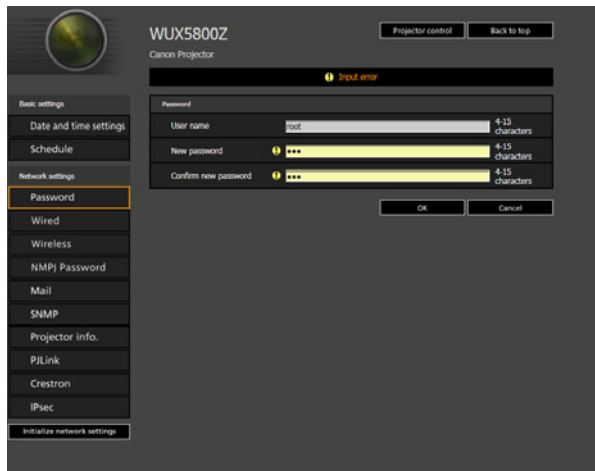 WUX5800Z
Projector control
Back to top
Canon Projector
Input error
Basic settings
Date and time settings
Schedule
Network settings
Password
Wired
Wireless
NMPJ Password
Mail
SNMP
Projector info.
PJLink
Crestron
IPsec
Initialize network settings
Password
User name
root
4-15
characters
New password
•••
4-15
characters
Confirm new password
•••
4-15
characters
OK
Cancel